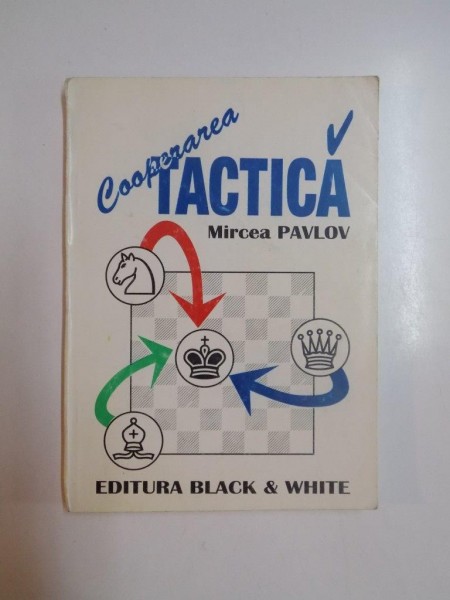 Cooperarea
TACTICĂ
Mircea PAVLOV
EDITURA BLACK & WHITE